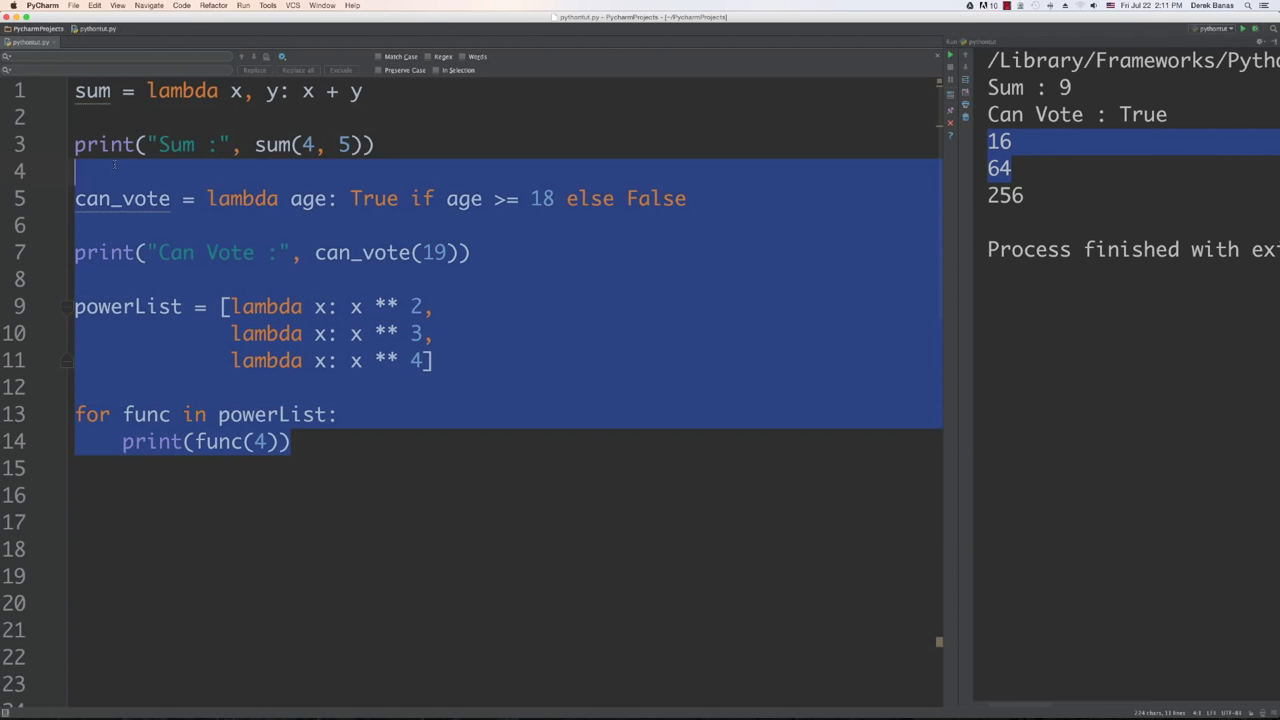 PyCharm File Edit View Navigate Code Refactor Run Tools VCS Window Help
10 Fri Jul 22 2:11 PM Derek Banas
pythontut.py - PycharmProjects - [~/PycharmProjects]
PycharmProjects pythontut.py pythontut
pythontut.py Run pythontut
Match Case Regex Words
Replace Replace all Exclude Preserve Case In Selection
1 sum = lambda x, y: x + y
2
3 print("Sum :", sum(4, 5))
4
5 can_vote = lambda age: True if age >= 18 else False
6
7 print("Can Vote :", can_vote(19))
8
9 powerList = [lambda x: x ** 2,
10 lambda x: x ** 3,
11 lambda x: x ** 4]
12
13 for func in powerList:
14 print(func(4))
15
16
17
18
19
20
21
22
23
/Library/Frameworks/Pytho
Sum : 9
Can Vote : True
16
64
256
Process finished with exi
224 chars, 11 lines 4:1 LF÷ UTF-8÷